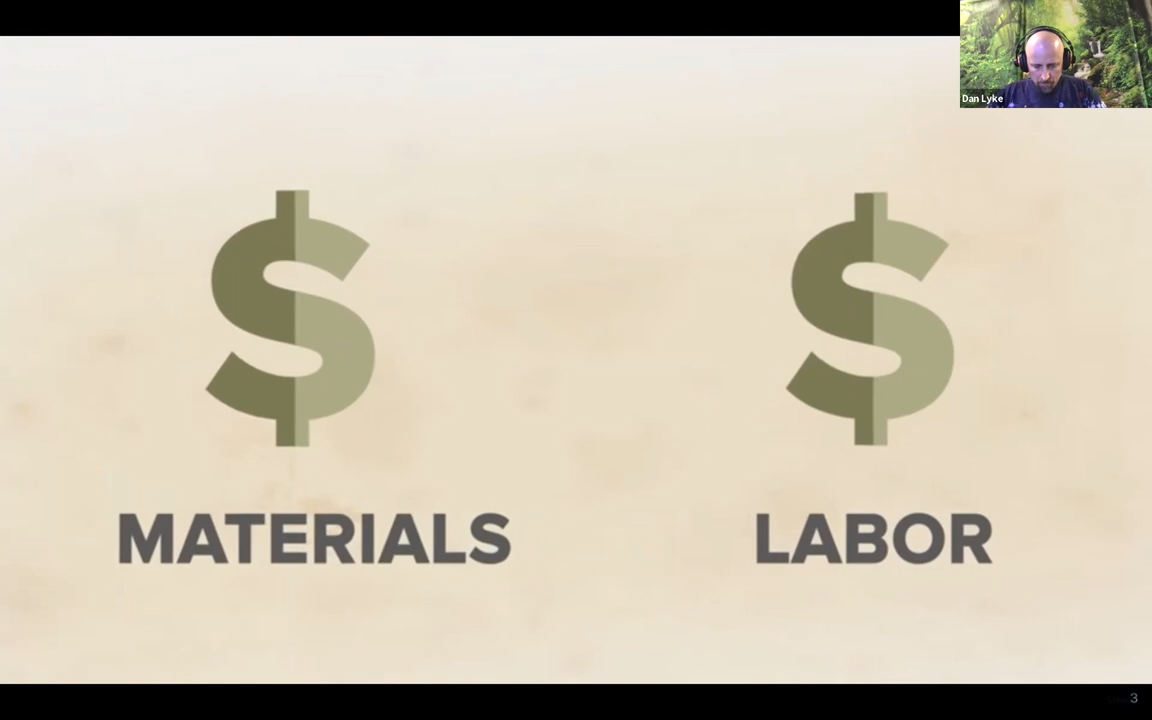 Dan Lyke
$ $
MATERIALS LABOR
3